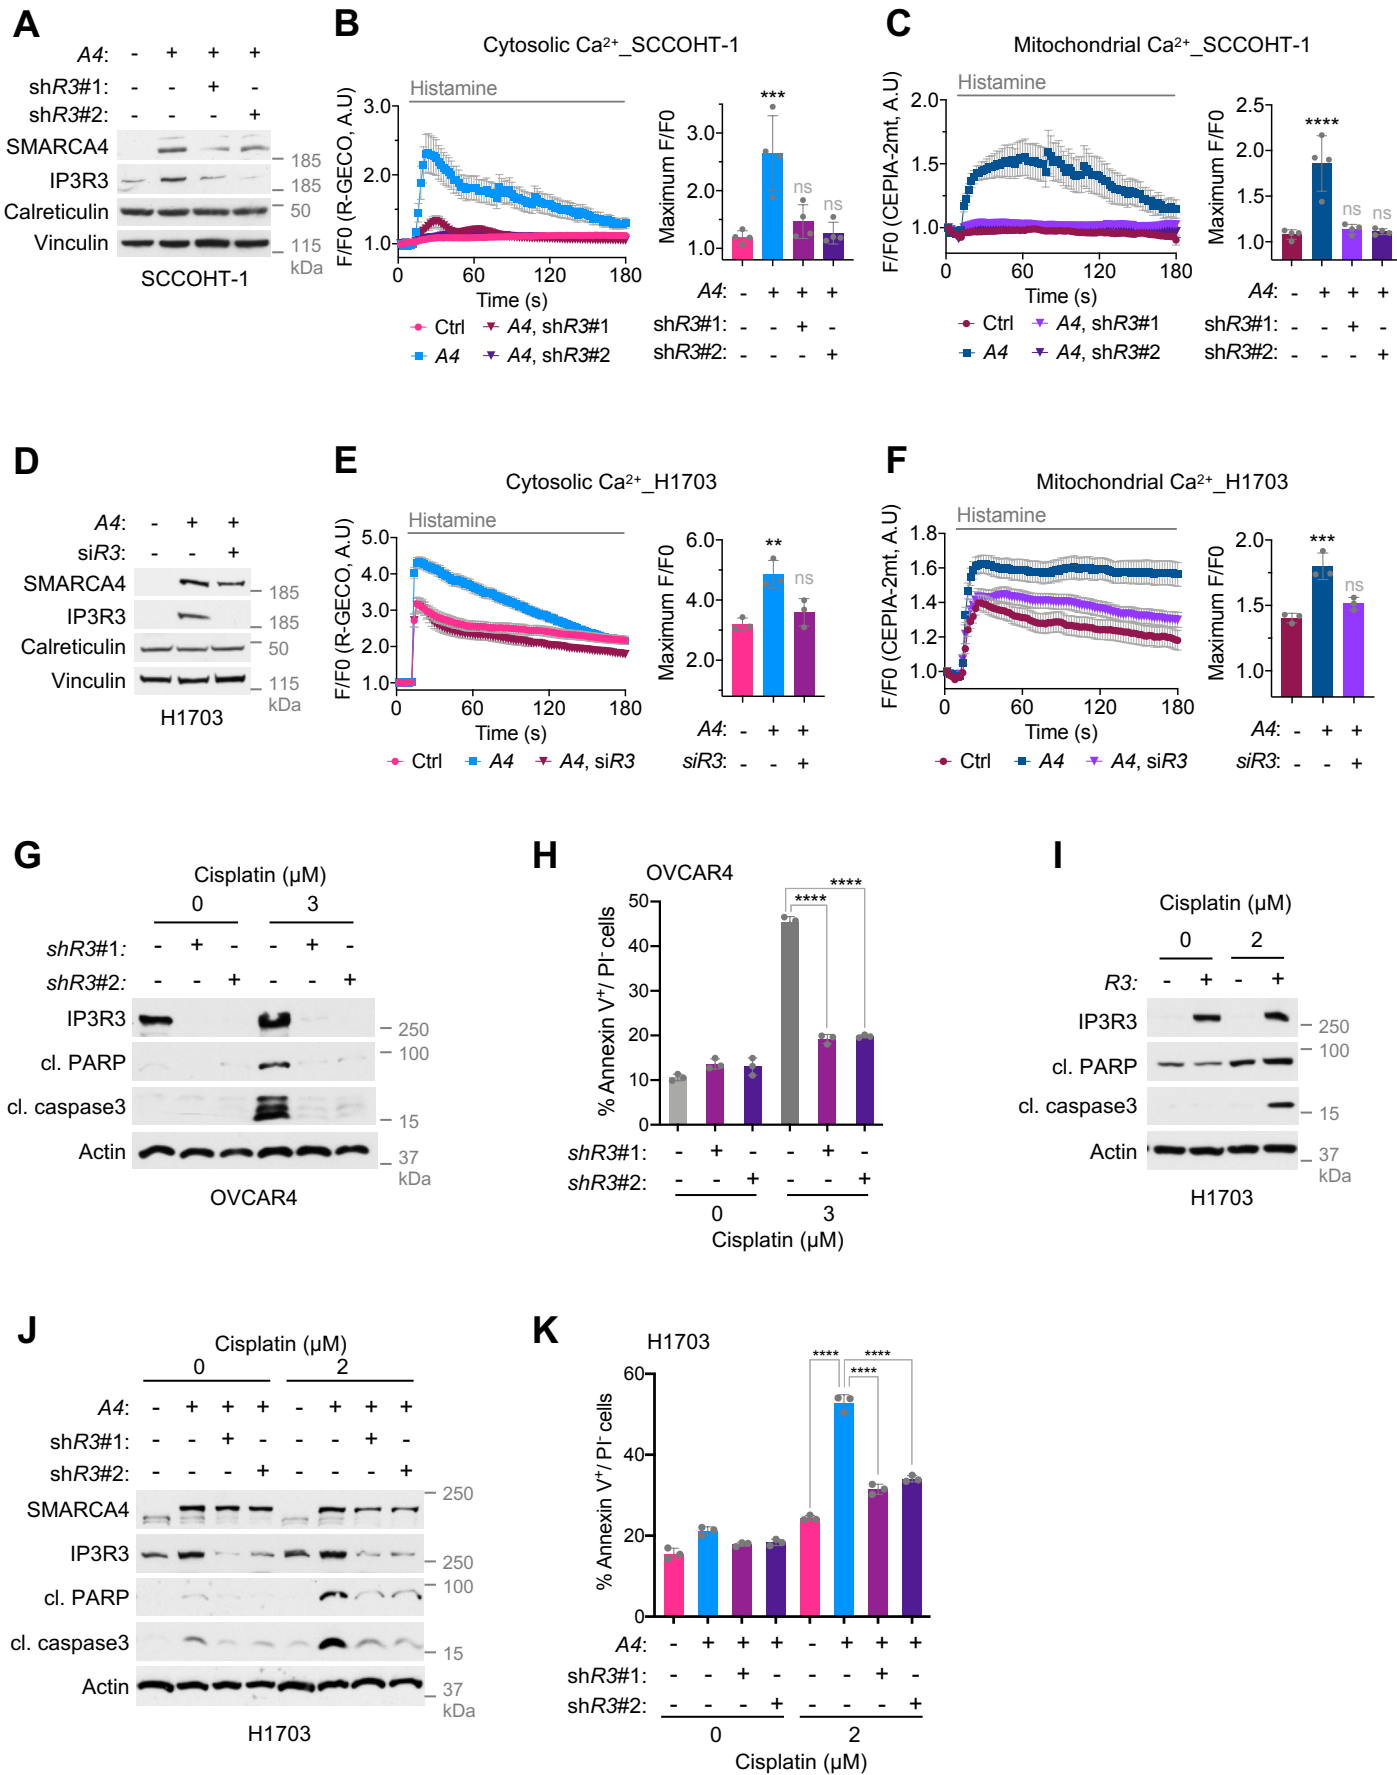 A
A4: - + + +
shR3#1: - - + -
shR3#2: - - - +
SMARCA4
185
IP3R3
185
Calreticulin
50
Vinculin
115
kDa
SCCOHT-1
B
Cytosolic Ca²⁺_SCCOHT-1
Histamine
F/F0 (R-GECO, A.U)
3.0
2.0
1.0
0 60 120 180
Time (s)
Ctrl
A4, shR3#1
A4
A4, shR3#2
Maximum F/F0
3.0
2.0
1.0
***
ns
ns
A4: - + + +
shR3#1: - - + -
shR3#2: - - - +
C
Mitochondrial Ca²⁺_SCCOHT-1
Histamine
F/F0 (CEPIA-2mt, A.U)
2.0
1.5
1.0
0 60 120 180
Time (s)
Ctrl
A4, shR3#1
A4
A4, shR3#2
Maximum F/F0
2.5
2.0
1.5
1.0
****
ns
ns
A4: - + + +
shR3#1: - - + -
shR3#2: - - - +
D
A4: - + +
siR3: - - +
SMARCA4
185
IP3R3
185
Calreticulin
50
Vinculin
115
kDa
H1703
E
Cytosolic Ca²⁺_H1703
Histamine
F/F0 (R-GECO, A.U)
5.0
4.0
3.0
2.0
1.0
0 60 120 180
Time (s)
Ctrl A4 A4, siR3
Maximum F/F0
6.0
4.0
2.0
**
ns
A4: - + +
siR3: - - +
F
Mitochondrial Ca²⁺_H1703
Histamine
F/F0 (CEPIA-2mt, A.U)
1.8
1.6
1.4
1.2
1.0
0 60 120 180
Time (s)
Ctrl A4 A4, siR3
Maximum F/F0
2.0
1.5
1.0
***
ns
A4: - + +
siR3: - - +
G
Cisplatin (μM)
0 3
shR3#1: - + - - + -
shR3#2: - - + - - +
IP3R3
250
cl. PARP
100
cl. caspase3
15
Actin
37
kDa
OVCAR4
H
OVCAR4
% Annexin V⁺/ PI⁻ cells
50
40
30
20
10
0
****
****
shR3#1: - + - - + -
shR3#2: - - + - - +
0 3
Cisplatin (μM)
I
Cisplatin (μM)
0 2
R3: - + - +
IP3R3
250
cl. PARP
100
cl. caspase3
15
Actin
37
kDa
H1703
J
Cisplatin (μM)
0 2
A4: - + + + - + + +
shR3#1: - - + - - - + -
shR3#2: - - - + - - - +
SMARCA4
250
IP3R3
250
cl. PARP
100
cl. caspase3
15
Actin
37
kDa
H1703
K
H1703
% Annexin V⁺/ PI⁻ cells
60
40
20
0
**** ****
****
A4: - + + + - + + +
shR3#1: - - + - - - + -
shR3#2: - - - + - - - +
0 2
Cisplatin (μM)